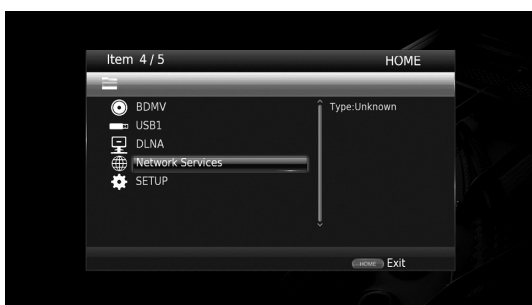 Item 4 / 5 HOME
BDMV
Type:Unknown
USB1
DLNA
Network Services
SETUP
HOME Exit